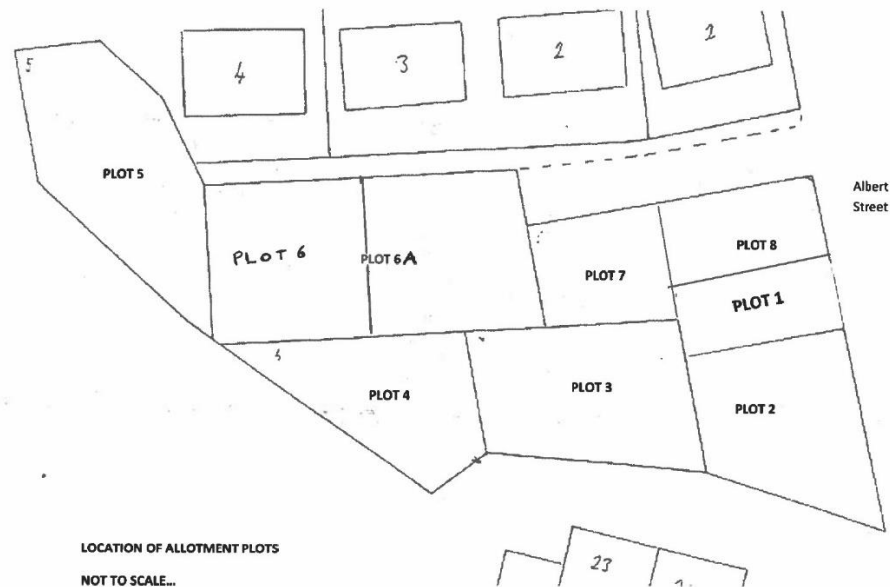 5
4
3
2
1
PLOT 5
Albert
Street
PLOT 6
PLOT 6A
PLOT 8
PLOT 7
PLOT 1
PLOT 4
PLOT 3
PLOT 2
LOCATION OF ALLOTMENT PLOTS
NOT TO SCALE...
23